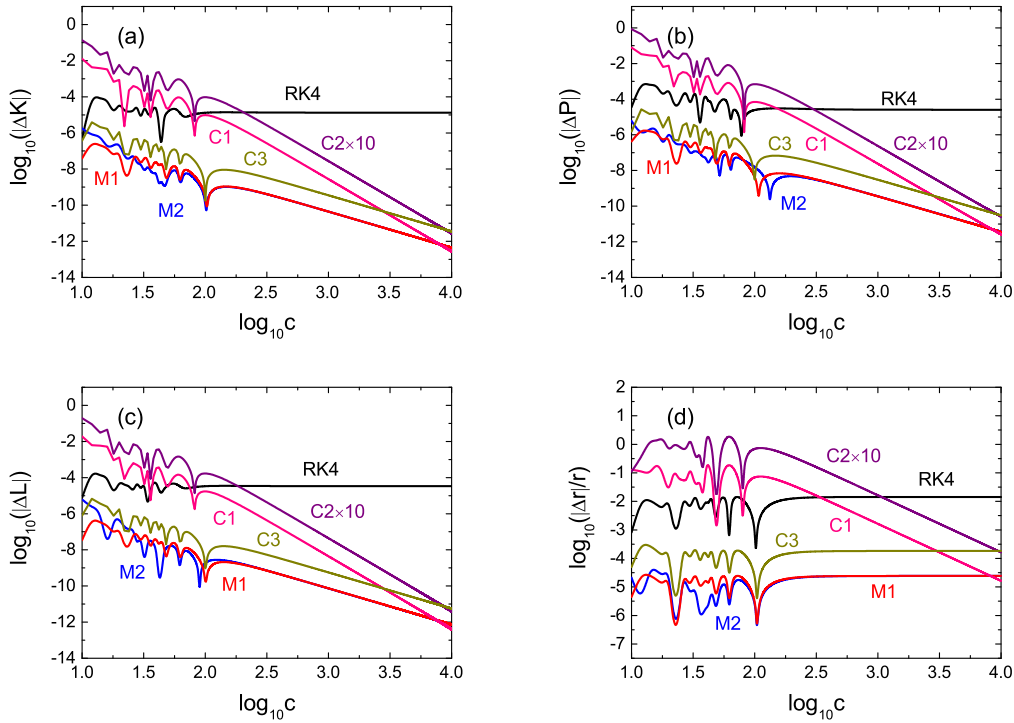 (a)
log10(|ΔK|)
0
-2
-4
-6
-8
-10
-12
-14
RK4
C1
C2×10
C3
M1
M2
1.0 1.5 2.0 2.5 3.0 3.5 4.0
log10c
(b)
log10(|ΔP|)
0
-2
-4
-6
-8
-10
-12
-14
RK4
C1
C2×10
C3
M1
M2
1.0 1.5 2.0 2.5 3.0 3.5 4.0
log10c
(c)
log10(|ΔL|)
0
-2
-4
-6
-8
-10
-12
-14
RK4
C2×10
C1
C3
M2
M1
1.0 1.5 2.0 2.5 3.0 3.5 4.0
log10c
(d)
log10(|Δr/r|)
2
1
0
-1
-2
-3
-4
-5
-6
-7
C2×10
RK4
C1
C3
M1
M2
1.0 1.5 2.0 2.5 3.0 3.5 4.0
log10c